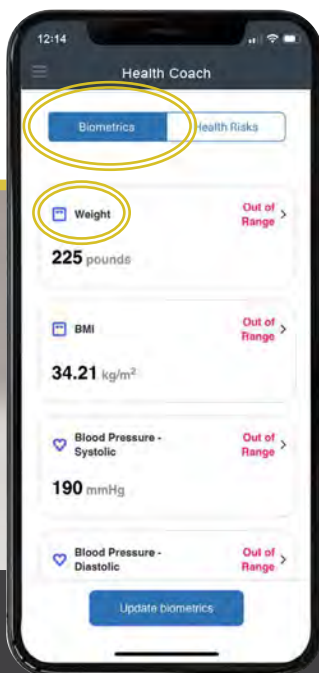 12:14
Health Coach
Biometrics Health Risks
Weight Out of
Range
225 pounds
BMI Out of
Range
34.21 kg/m²
Blood Pressure - Out of
Systolic Range
190 mmHg
Blood Pressure - Out of
Diastolic Range
Update biometrics